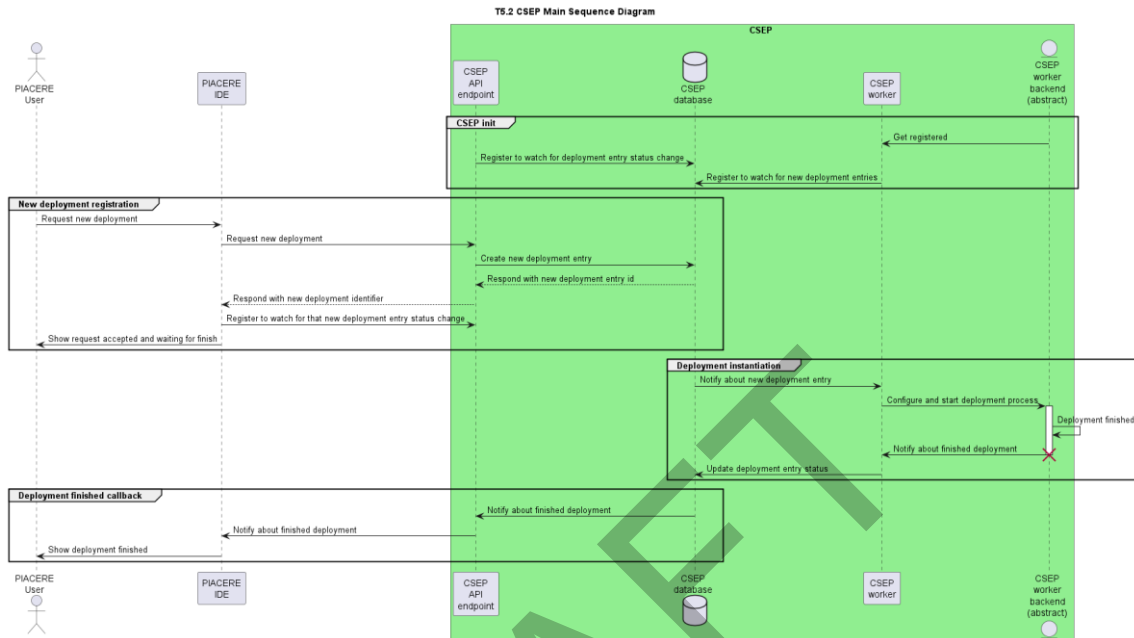 T5.2 CSEP Main Sequence Diagram
CSEP
PIACERE
User
PIACERE
IDE
CSEP
API
endpoint
CSEP
database
CSEP
worker
CSEP
worker
backend
(abstract)
CSEP init
Get registered
Register to watch for deployment entry status change
Register to watch for new deployment entries
New deployment registration
Request new deployment
Request new deployment
Create new deployment entry
Respond with new deployment entry id
Respond with new deployment identifier
Register to watch for that new deployment entry status change
Show request accepted and waiting for finish
Deployment instantiation
Notify about new deployment entry
Configure and start deployment process
Deployment finished
Notify about finished deployment
Update deployment entry status
Deployment finished callback
Notify about finished deployment
Notify about finished deployment
Show deployment finished
PIACERE
User
PIACERE
IDE
CSEP
API
endpoint
CSEP
database
CSEP
worker
CSEP
worker
backend
(abstract)